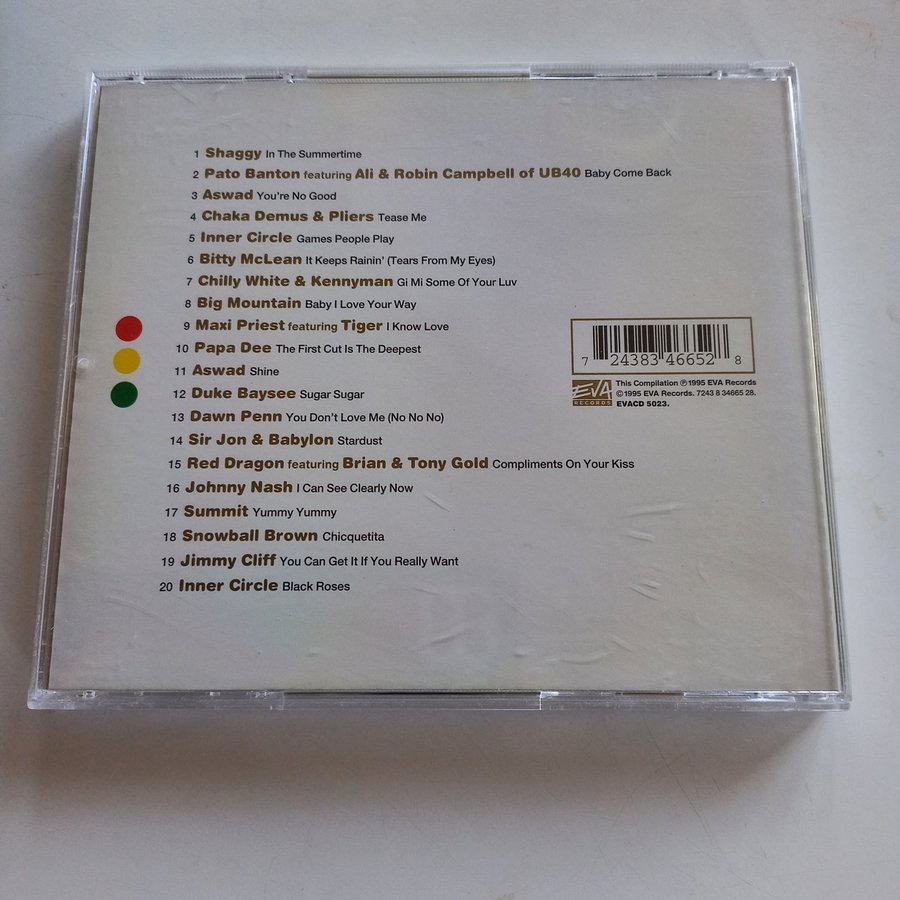 1 Shaggy In The Summertime
2 Pato Banton featuring Ali & Robin Campbell of UB40 Baby Come Back
3 Aswad You're No Good
4 Chaka Demus & Pliers Tease Me
5 Inner Circle Games People Play
6 Bitty McLean It Keeps Rainin' (Tears From My Eyes)
7 Chilly White & Kennyman Gi Mi Some Of Your Luv
8 Big Mountain Baby I Love Your Way
9 Maxi Priest featuring Tiger I Know Love
10 Papa Dee The First Cut Is The Deepest
11 Aswad Shine
12 Duke Baysee Sugar Sugar
13 Dawn Penn You Don't Love Me (No No No)
14 Sir Jon & Babylon Stardust
15 Red Dragon featuring Brian & Tony Gold Compliments On Your Kiss
16 Johnny Nash I Can See Clearly Now
17 Summit Yummy Yummy
18 Snowball Brown Chicquetita
19 Jimmy Cliff You Can Get It If You Really Want
20 Inner Circle Black Roses
7 24383 46652 8
EVA
RECORDS
This Compilation ℗1995 EVA Records
©1995 EVA Records. 7243 8 34665 28.
EVACD 5023.